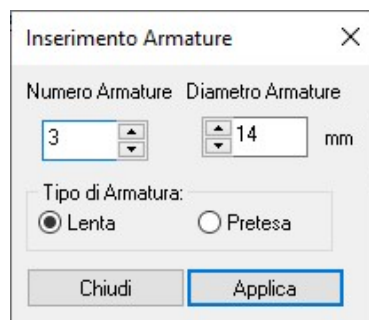 Inserimento Armature
Numero Armature Diametro Armature
3 14 mm
Tipo di Armatura:
Lenta Pretesa
Chiudi Applica